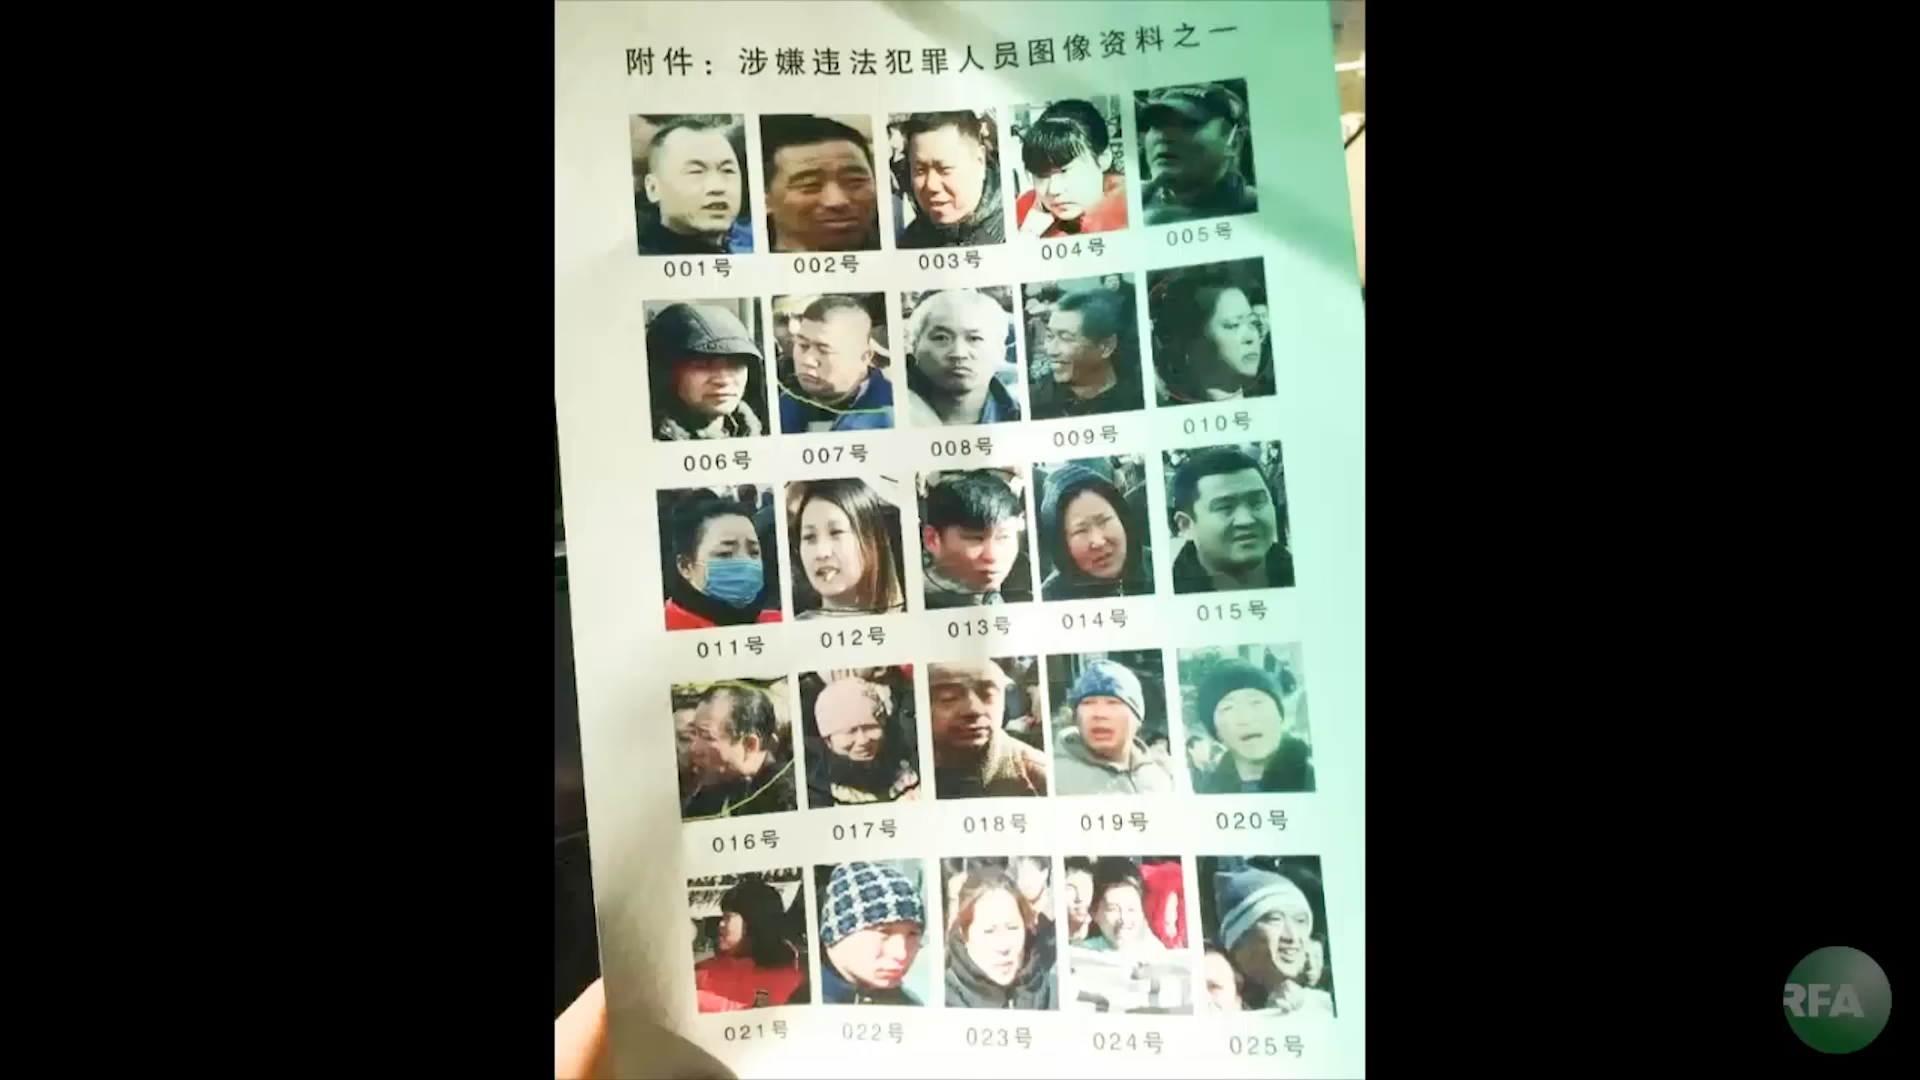 附件：涉嫌违法犯罪人员图像资料之一
001号 002号 003号 004号 005号
006号 007号 008号 009号 010号
011号 012号 013号 014号 015号
016号 017号 018号 019号 020号
021号 022号 023号 024号 025号
RFA